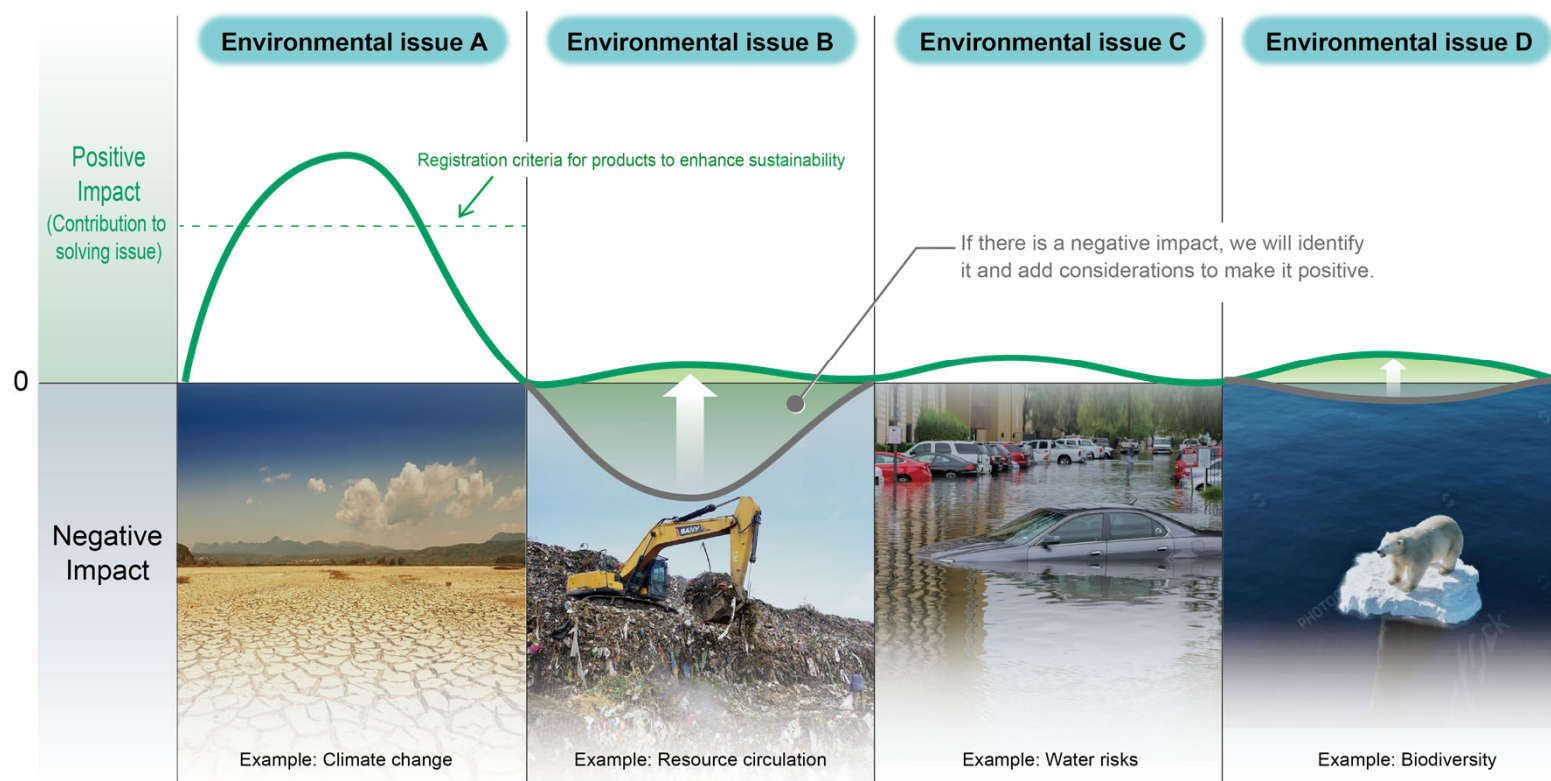 Environmental issue A
Environmental issue B
Environmental issue C
Environmental issue D
Positive
Impact
(Contribution to
solving issue)
Registration criteria for products to enhance sustainability
If there is a negative impact, we will identify
it and add considerations to make it positive.
0
Negative
Impact
SANY
Example: Climate change
Example: Resource circulation
Example: Water risks
Example: Biodiversity